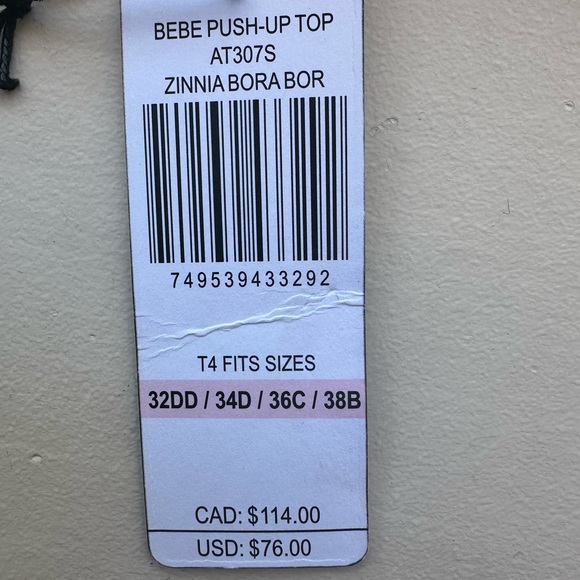 BEBE PUSH-UP TOP
AT307S
ZINNIA BORA BOR
749539433292
T4 FITS SIZES
32DD / 34D / 36C / 38B
CAD: $114.00
USD: $76.00